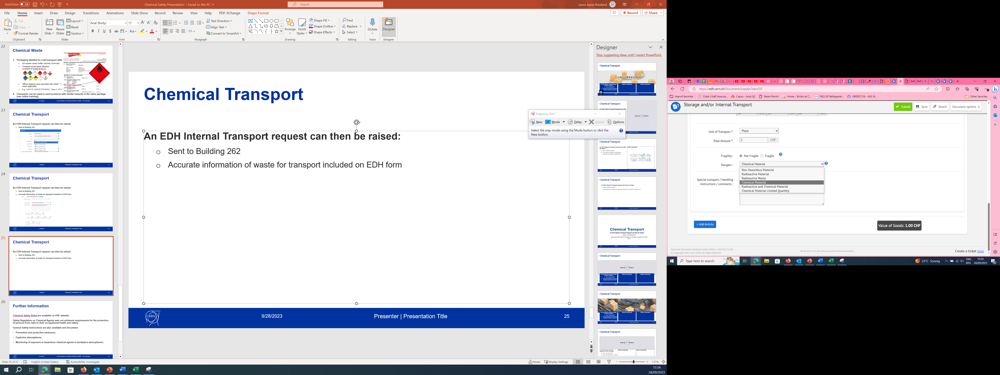 AutoSave Off
Chemical Safety Presentation • Saved to this PC
Search
Laura Jayne Rowland
File Home Insert Draw Design Transitions Animations Slide Show Record Review View Help PDF-XChange Shape Format
Record Share
Paste
Cut
Copy
Format Painter
Clipboard
New Slide
Reuse Slides
Layout
Reset
Section
Slides
Arial (Body) 17
Font
Text Direction
Align Text
Convert to SmartArt
Paragraph
Arrange
Quick Styles
Shape Fill
Shape Outline
Shape Effects
Drawing
Find
Replace
Select
Editing
Dictate
Voice
Designer
Designer
22
Chemical Waste
3. Packaging labelled for road transport with:
UN number clearly written (at least 12mm tall)
Transport hazard labels attached
(available at SCEM 50.55.21)
Official shipping name (preceded with Waste
where applicable)
E.g. "UN1170, WASTE ETHANOL, Class 3, PG II"
4. Overpacks can be used to send products with similar hazards in the same package
(see online training).
23
Chemical Transport
An EDH Internal Transport request can then be raised:
Sent to Building 262
24
Chemical Transport
An EDH Internal Transport request can then be raised:
Sent to Building 262
Accurate information of waste for transport included on EDH form
25
Chemical Transport
An EDH Internal Transport request can then be raised:
Sent to Building 262
Accurate information of waste for transport included on EDH form
26
Further Information
Chemical Safety Rules are available on HSE website.
Safety Regulation on Chemical Agents sets out minimum requirements for the protection
of persons from risks to their occupational health and safety.
General Safety Instructions are also available and document:
• Prevention and protection measures;
• Explosive atmospheres;
• Monitoring of exposure to hazardous chemical agents in workplace atmospheres;
Chemical Transport
An EDH Internal Transport request can then be raised:
o Sent to Building 262
o Accurate information of waste for transport included on EDH form
CERN
9/28/2023
Presenter | Presentation Title
25
Snipping Tool
New Mode Delay Cancel Options
Select the snip mode using the Mode button or click the
New button.
Designer
Stop suggesting ideas until I restart PowerPoint.
Chemical Transport
Chemical Transport
Chemical Transport
Chemical Transport
Chemical Transport
Chemical Transport
Chemical Transport
Chemical Transport
Slide 25 of 27
English (United States)
Accessibility: Investigate
Notes
Display Settings
137%
15:34
28/09/2023
https://edh.cern.ch/Document/SupplyChain/SIT
Import favorites
Clubs | Staff Associa...
Cazoo - Audi Q2
Beam Permit
Home - British at C...
FAQ SIP Bellegarde...
KB0007216 - AVS N...
Other favorites
Storage and/or Internal Transport
Submit
Save
Attach
Document options
Unit of Transport *: Piece
Total Amount *: 1 CHF
Fragility : Not Fragile Fragile
Dangers : Chemical Material
Non Hazardous Material
Radioactive Material
Radioactive Waste
Chemical Material
Radioactive and Chemical Material
Chemical Material Limited Quantity
Special transport / handling
instructions / comments :
+ Add Article
Value of Goods: 1.00 CHF
Electronic Document Handling System (EDH) v. 2023.09.27.1536
(C) Copyright 1991-2023 CERN. All Rights Reserved
Create a ticket here
Type here to search
23°C Sonnig
ENG
INTL
15:34
28/09/2023
42